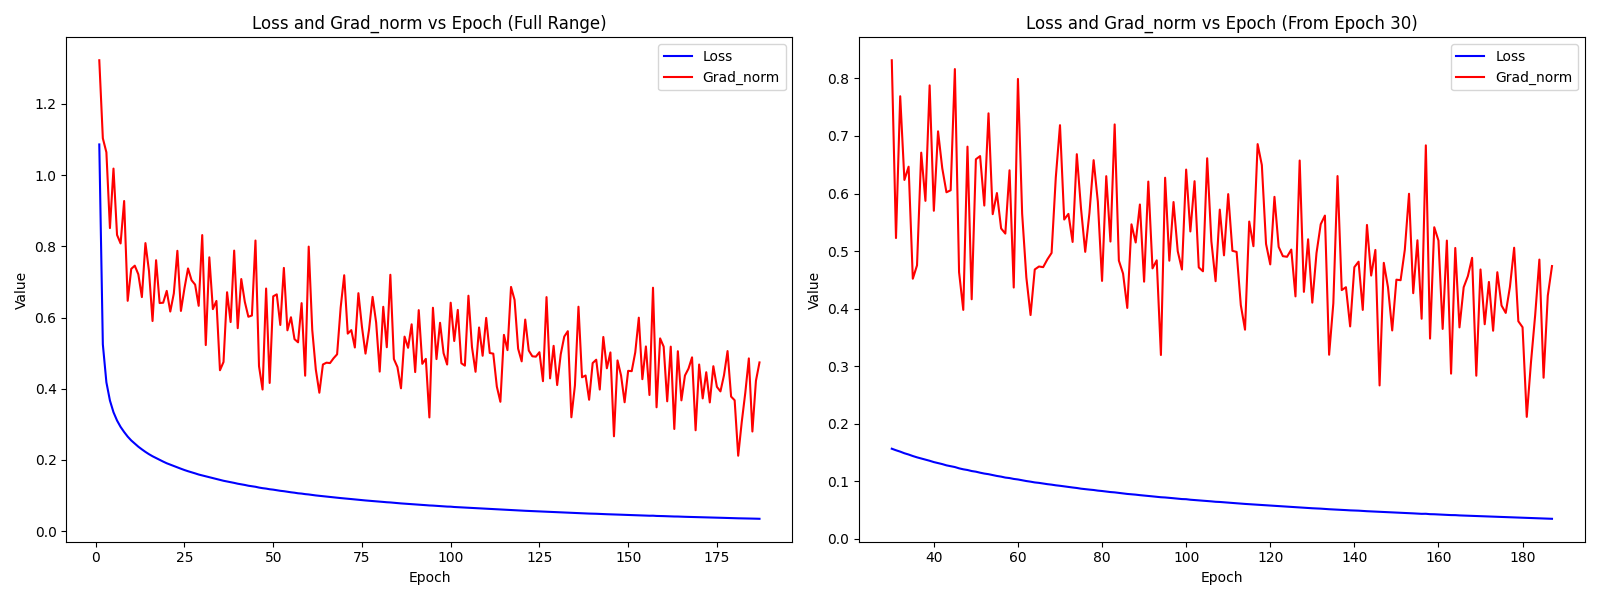 Loss and Grad_norm vs Epoch (Full Range)
Loss
Grad_norm
Value
1.2
1.0
0.8
0.6
0.4
0.2
0.0
0 25 50 75 100 125 150 175
Epoch
Loss and Grad_norm vs Epoch (From Epoch 30)
Loss
Grad_norm
Value
0.8
0.7
0.6
0.5
0.4
0.3
0.2
0.1
0.0
40 60 80 100 120 140 160 180
Epoch